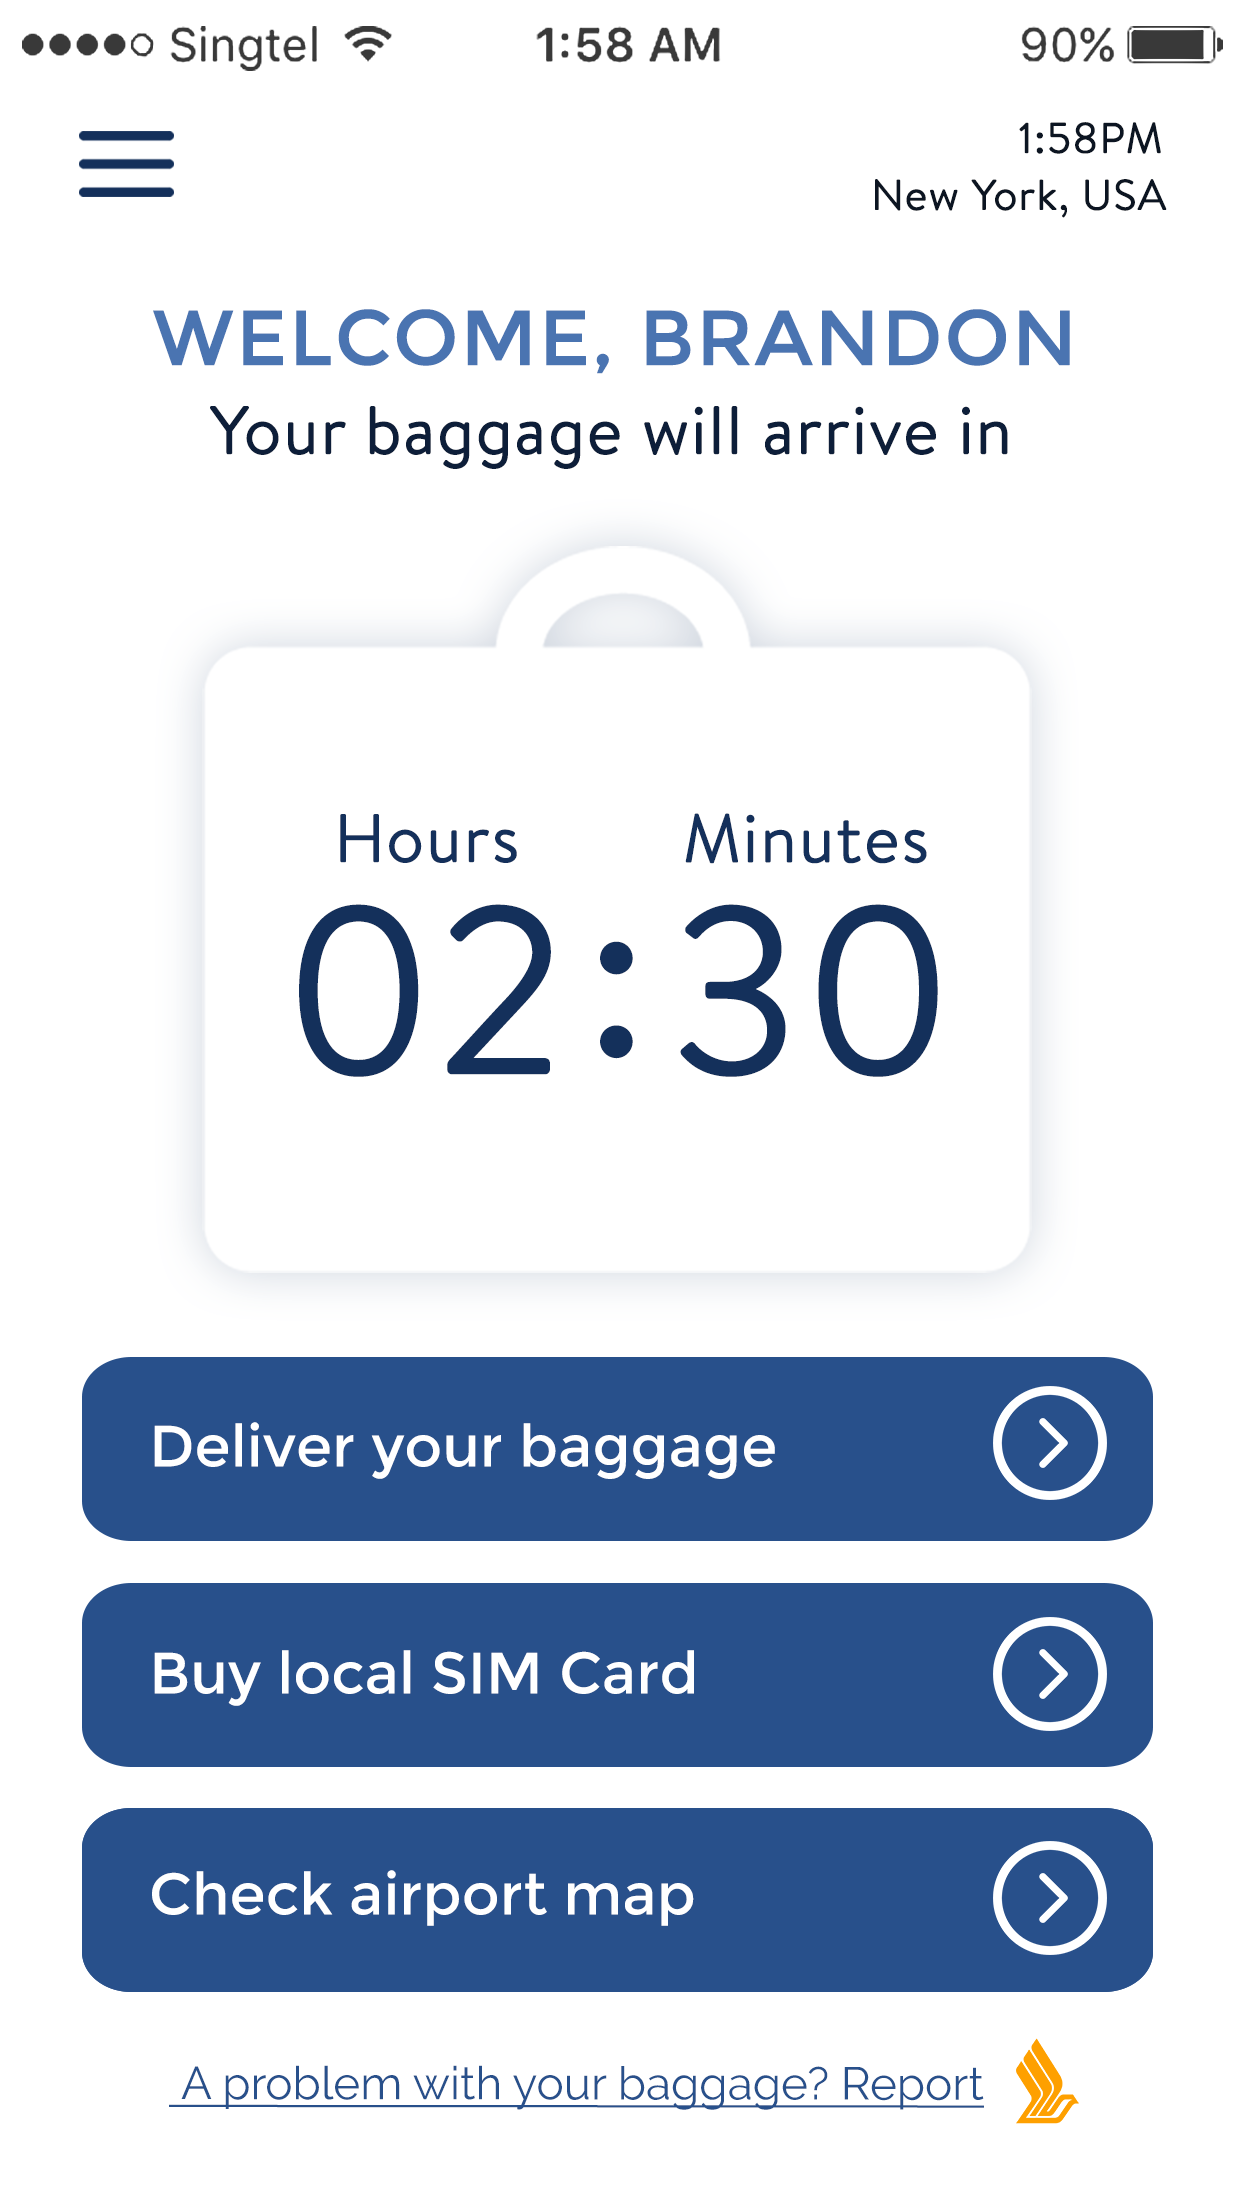 Singtel 1:58 AM 90%
1:58PM
New York, USA
WELCOME, BRANDON
Your baggage will arrive in
Hours Minutes
02:30
Deliver your baggage
Buy local SIM Card
Check airport map
A problem with your baggage? Report